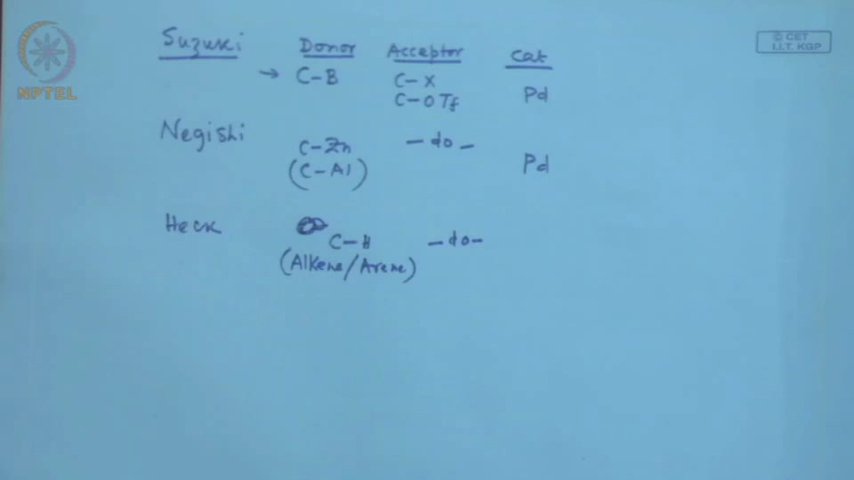 Suzuki Donor Acceptor Cat
→ C-B C-X Pd
C-OTf
Negishi C-Zn -do- Pd
(C-Al)
Heck C-H -do-
(Alkene/Arene)
NPTEL
© CET
I.I.T. KGP